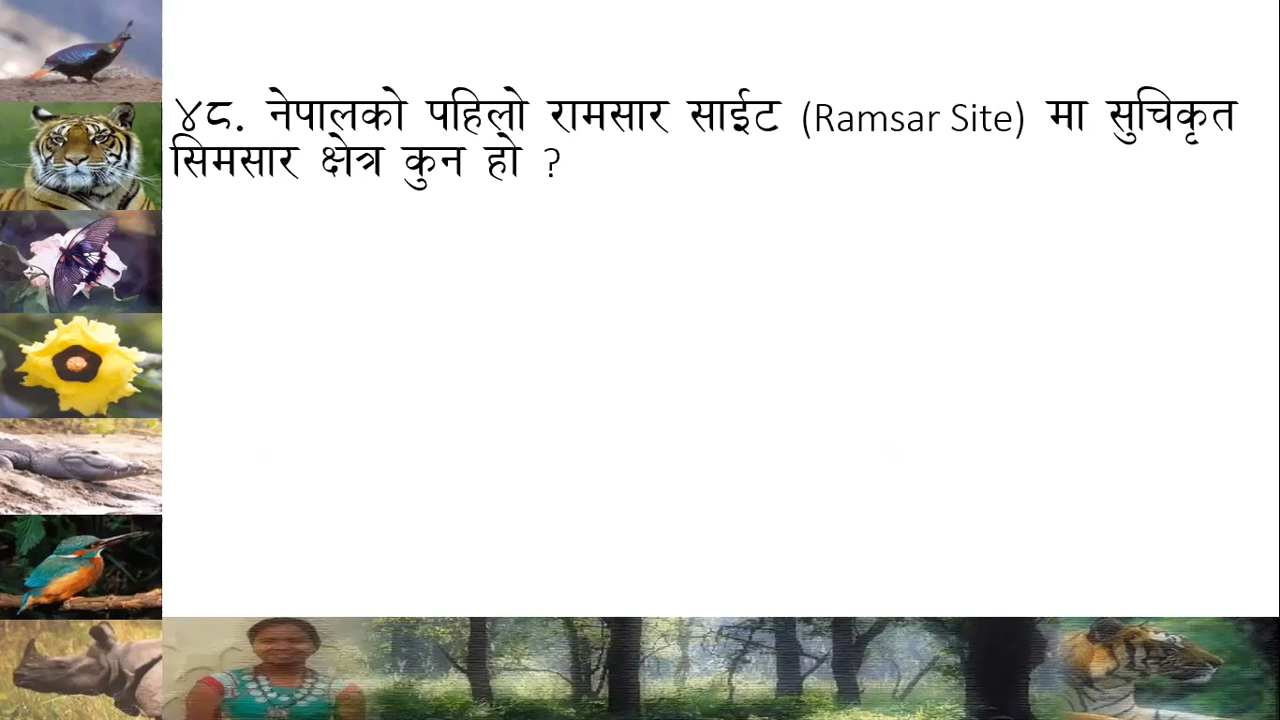 ४८. नेपालको पहिलो रामसार साईट (Ramsar Site) मा सुचिकृत
सिमसार क्षेत्र कुन हो ?